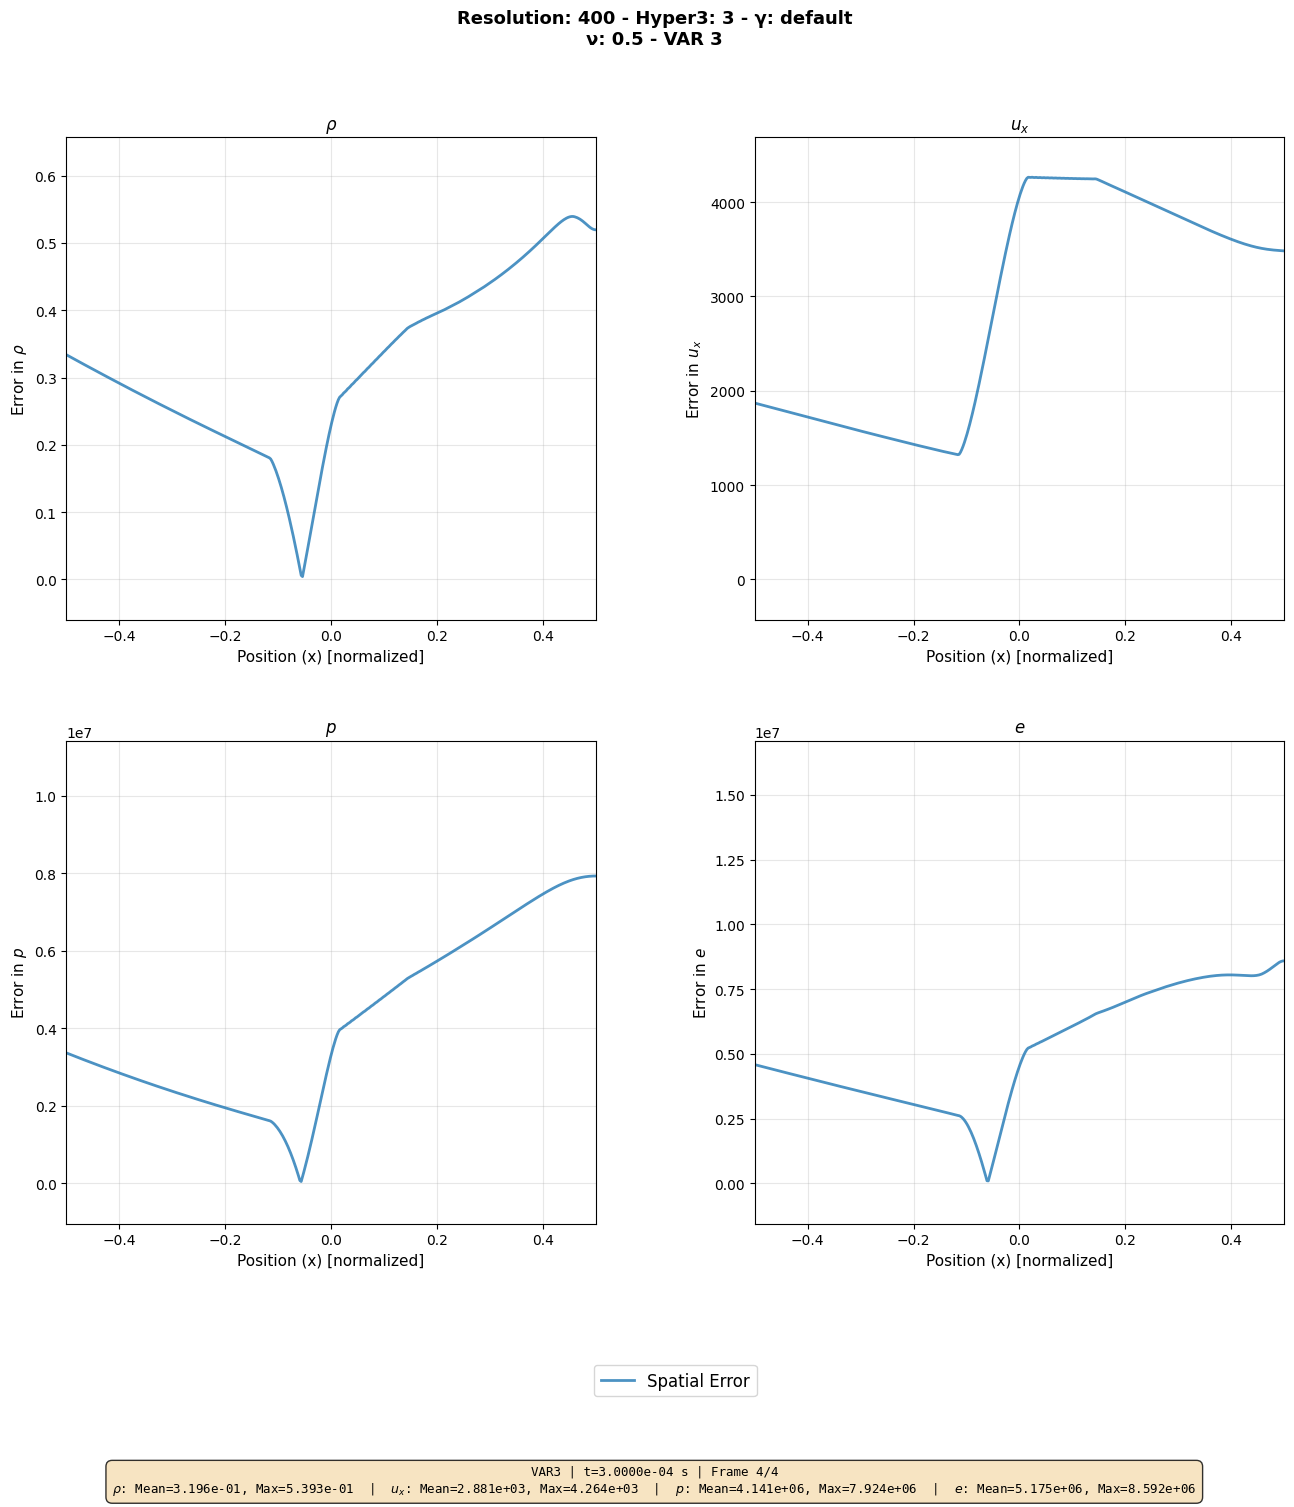 Resolution: 400 - Hyper3: 3 - γ: default
ν: 0.5 - VAR 3
ρ
Error in ρ
0.6
0.5
0.4
0.3
0.2
0.1
0.0
−0.4 −0.2 0.0 0.2 0.4
Position (x) [normalized]
uₓ
Error in uₓ
4000
3000
2000
1000
0
−0.4 −0.2 0.0 0.2 0.4
Position (x) [normalized]
p
1e7
Error in p
1.0
0.8
0.6
0.4
0.2
0.0
−0.4 −0.2 0.0 0.2 0.4
Position (x) [normalized]
e
1e7
Error in e
1.50
1.25
1.00
0.75
0.50
0.25
0.00
−0.4 −0.2 0.0 0.2 0.4
Position (x) [normalized]
Spatial Error
VAR3 | t=3.0000e-04 s | Frame 4/4
ρ: Mean=3.196e-01, Max=5.393e-01 | uₓ: Mean=2.881e+03, Max=4.264e+03 | p: Mean=4.141e+06, Max=7.924e+06 | e: Mean=5.175e+06, Max=8.592e+06